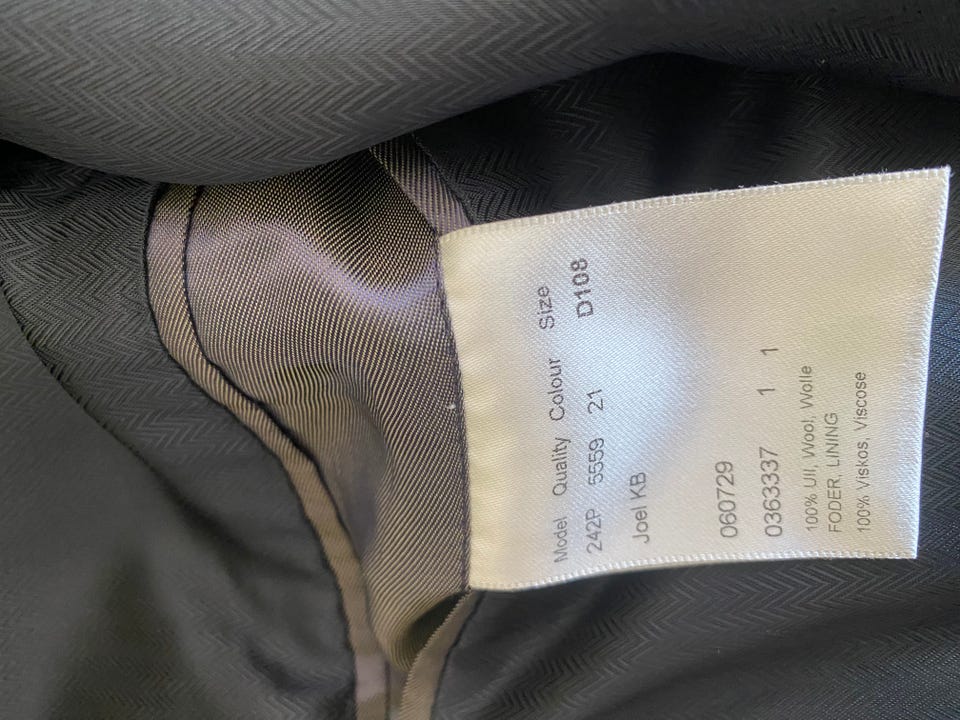 Model Quality Colour Size
242P 5559 21 D108
Joel KB
060729
0363337 1 1
100% Ull, Wool, Wolle
FODER, LINING
100% Viskos, Viscose